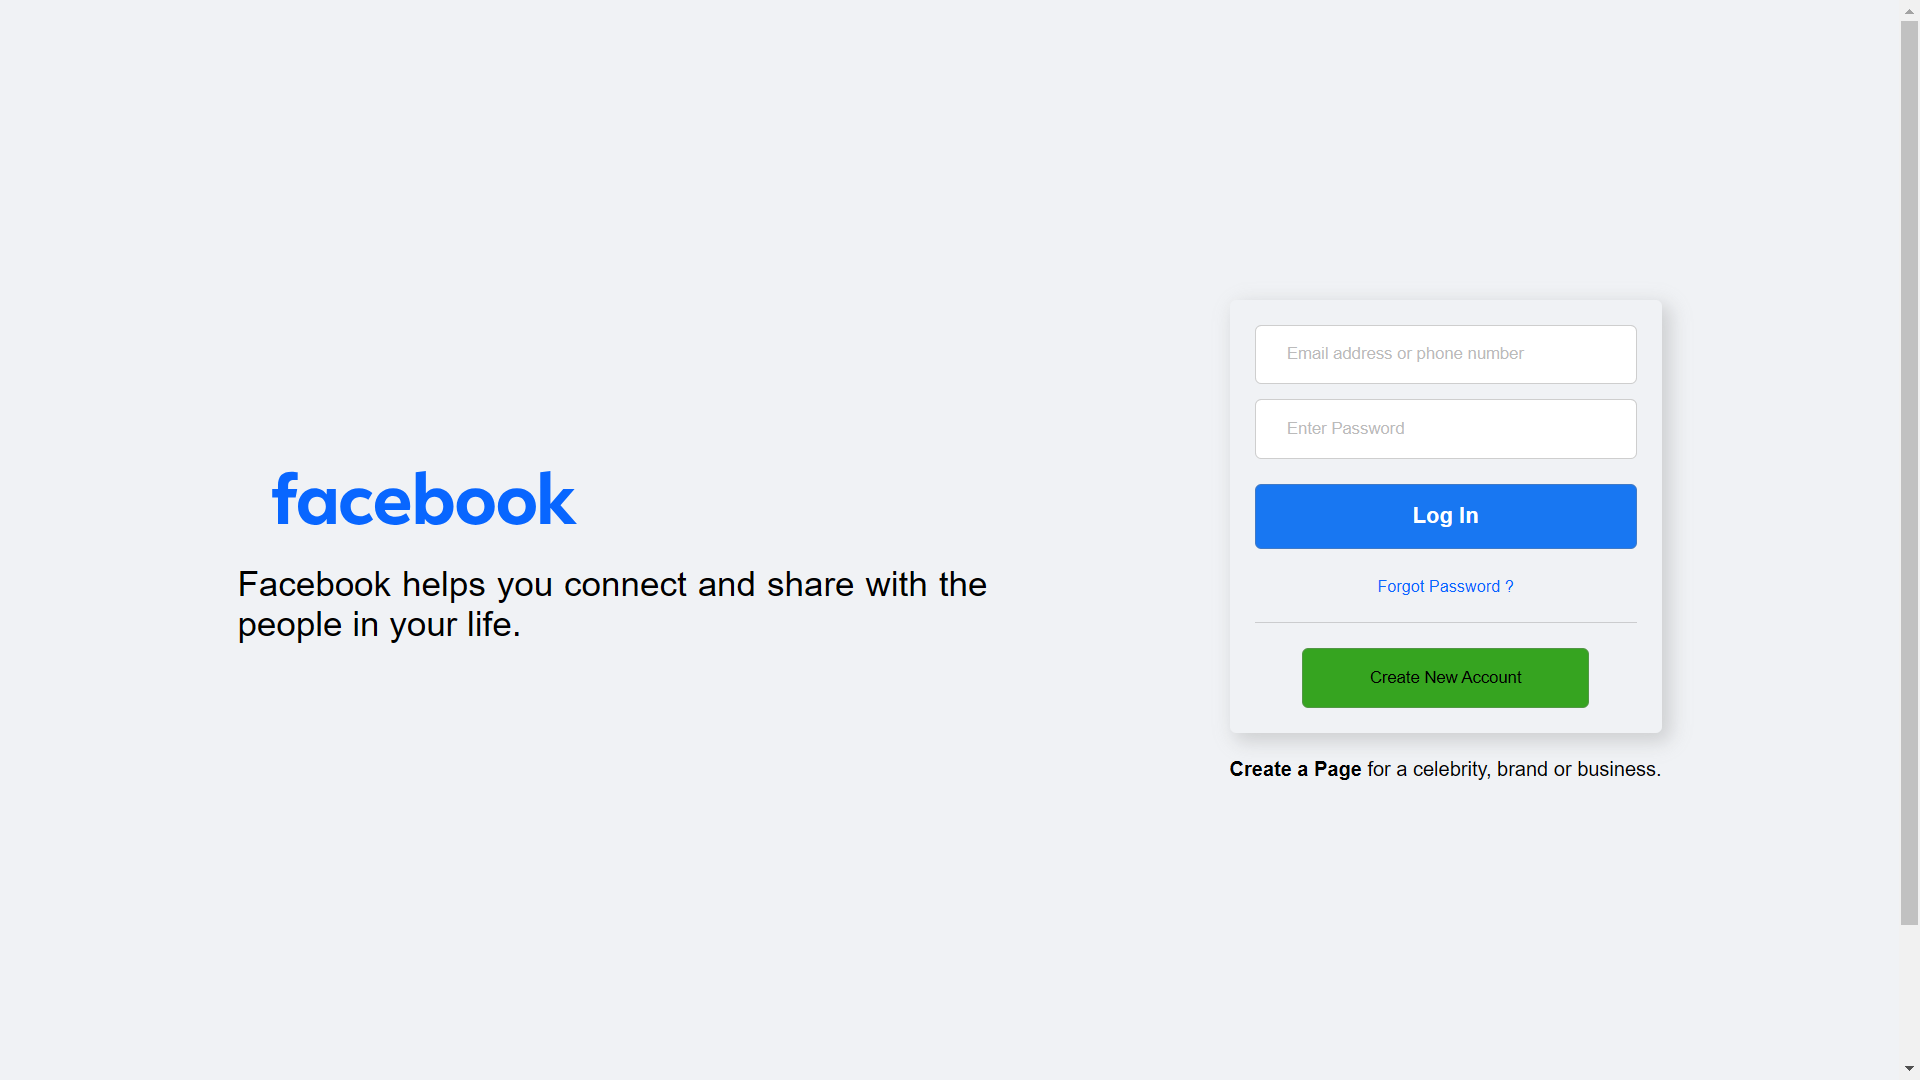 facebook
Facebook helps you connect and share with the
people in your life.
Email address or phone number
Enter Password
Log In
Forgot Password ?
Create New Account
Create a Page for a celebrity, brand or business.